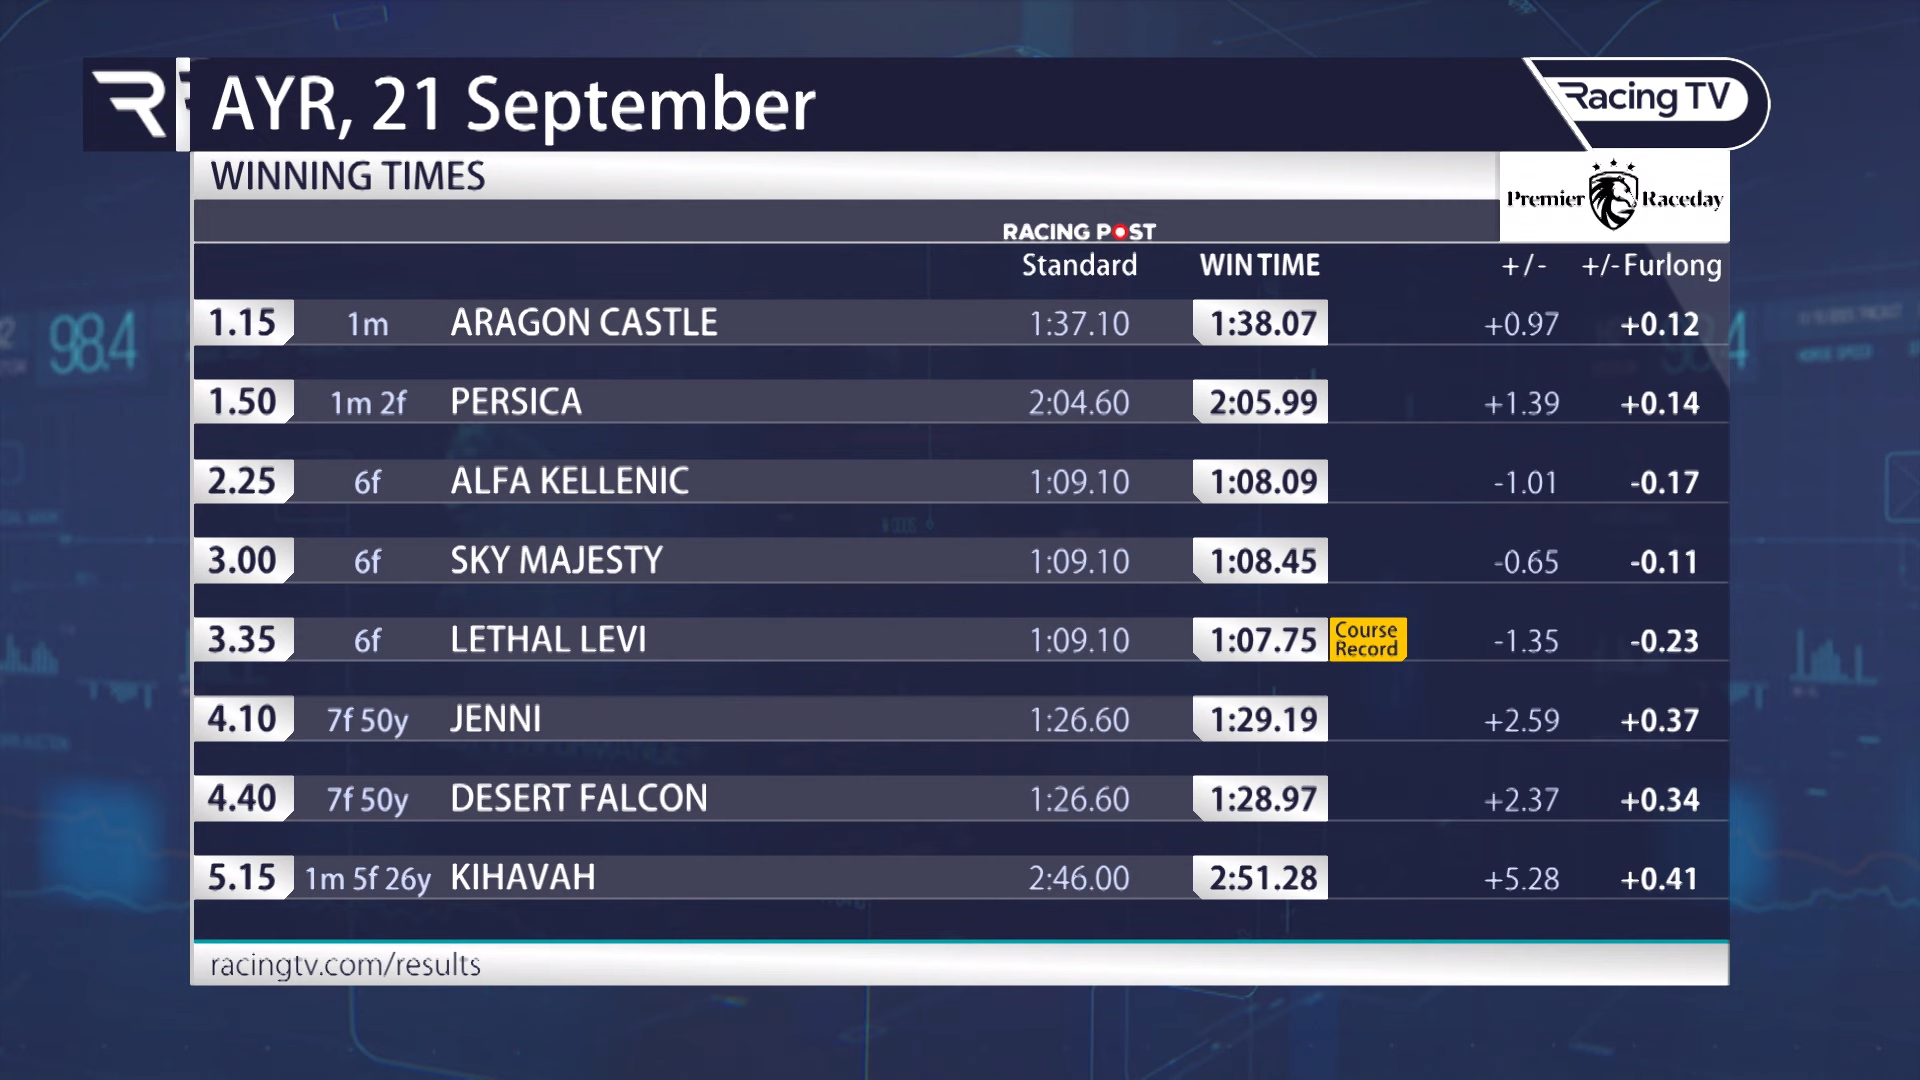 AYR, 21 September
Racing TV
WINNING TIMES
Premier Raceday
RACING POST
Standard WIN TIME +/- +/- Furlong
1.15 1m ARAGON CASTLE 1:37.10 1:38.07 +0.97 +0.12
1.50 1m 2f PERSICA 2:04.60 2:05.99 +1.39 +0.14
2.25 6f ALFA KELLENIC 1:09.10 1:08.09 -1.01 -0.17
3.00 6f SKY MAJESTY 1:09.10 1:08.45 -0.65 -0.11
3.35 6f LETHAL LEVI 1:09.10 1:07.75 Course Record -1.35 -0.23
4.10 7f 50y JENNI 1:26.60 1:29.19 +2.59 +0.37
4.40 7f 50y DESERT FALCON 1:26.60 1:28.97 +2.37 +0.34
5.15 1m 5f 26y KIHAVAH 2:46.00 2:51.28 +5.28 +0.41
racingtv.com/results
98.4